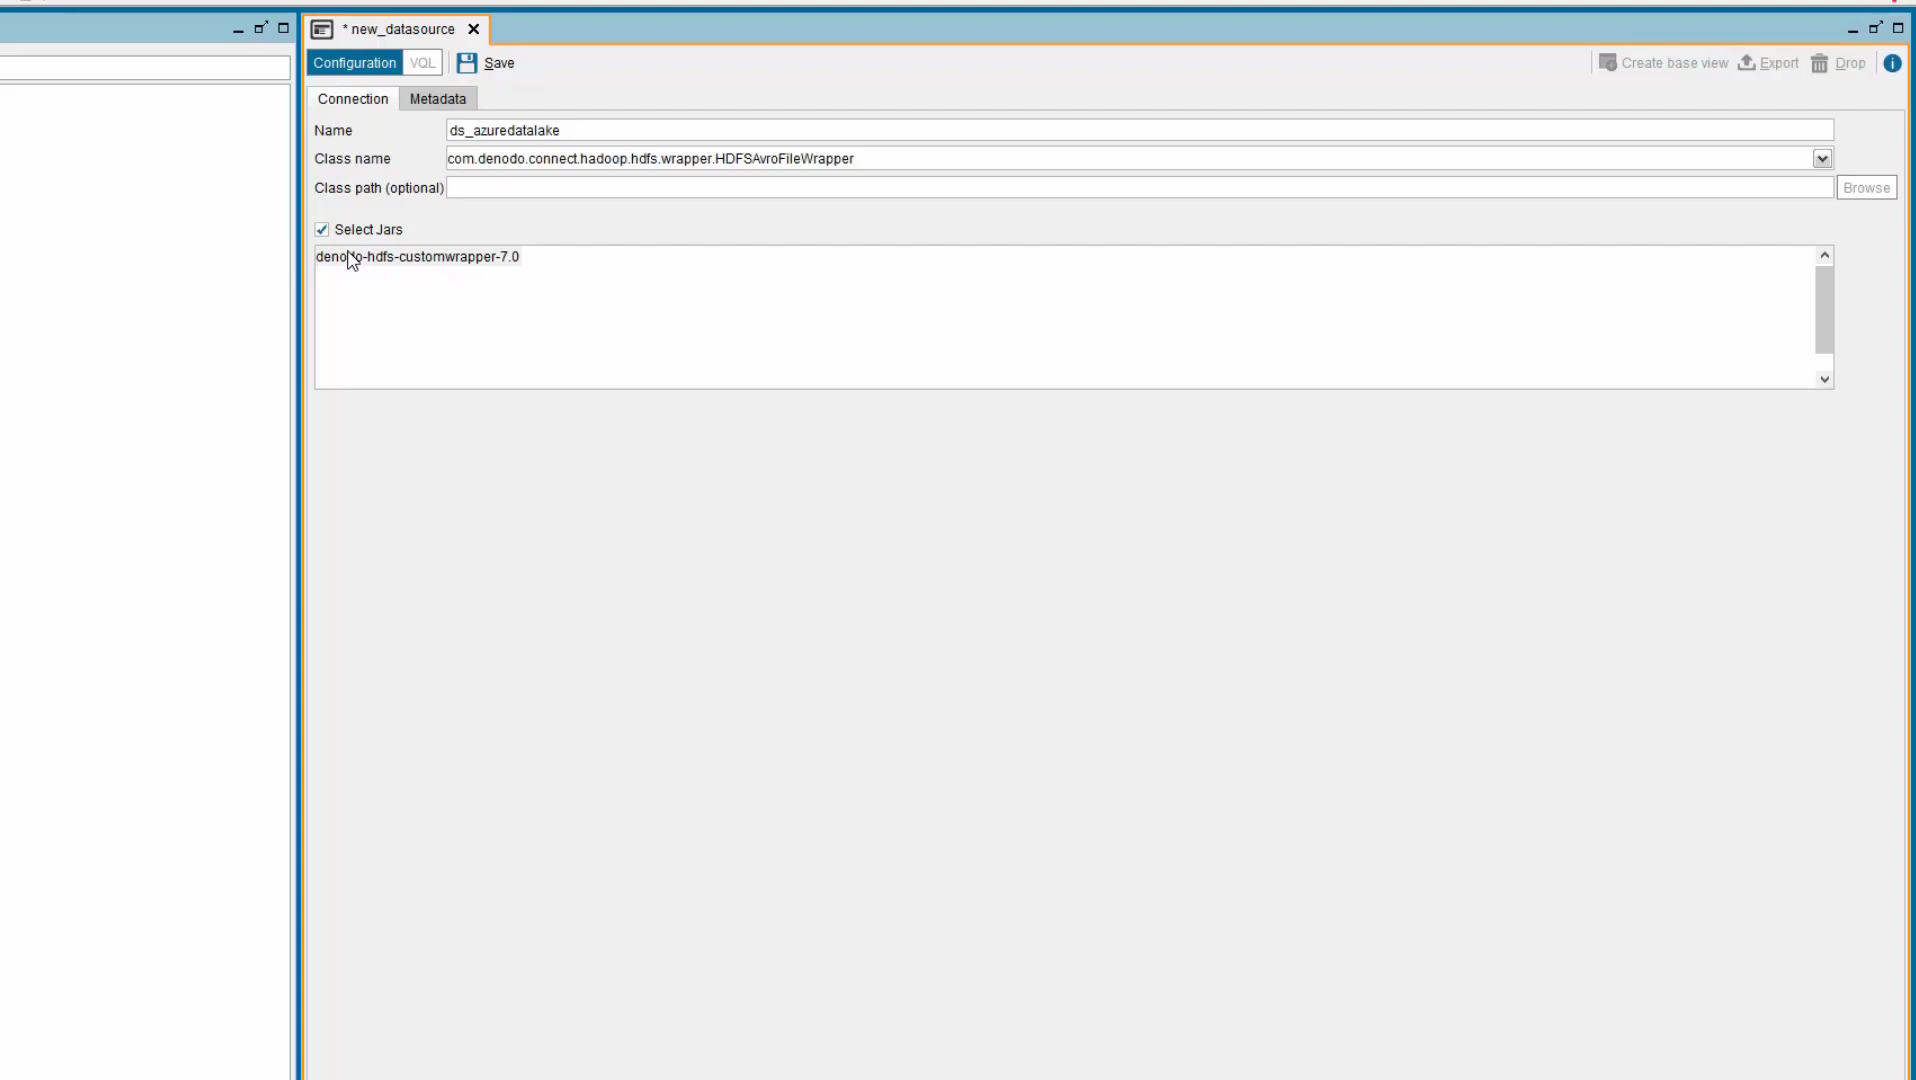 * new_datasource
Configuration VQL Save Create base view Export Drop
Connection Metadata
Name ds_azuredatalake
Class name com.denodo.connect.hadoop.hdfs.wrapper.HDFSAvroFileWrapper
Class path (optional) Browse
Select Jars
denodo-hdfs-customwrapper-7.0